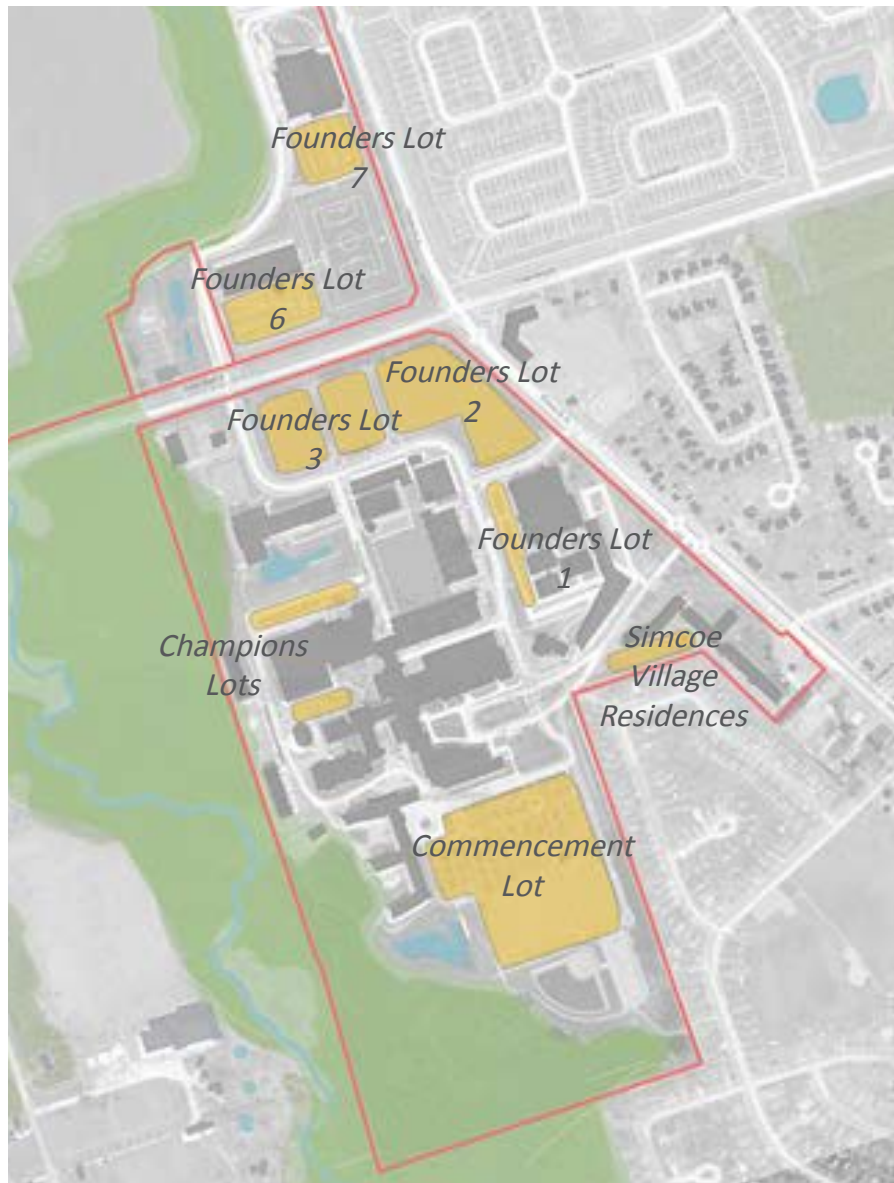 Founders Lot
7
Founders Lot
6
Founders Lot
2
Founders Lot
3
Founders Lot
1
Champions
Lots
Simcoe
Village
Residences
Commencement
Lot